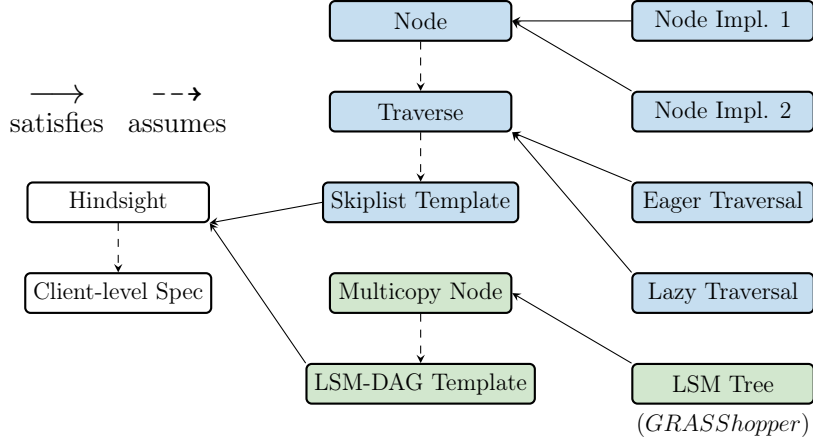 Node
Node Impl. 1
satisfies
assumes
Traverse
Node Impl. 2
Hindsight
Skiplist Template
Eager Traversal
Client-level Spec
Multicopy Node
Lazy Traversal
LSM-DAG Template
LSM Tree
(GRASShopper)